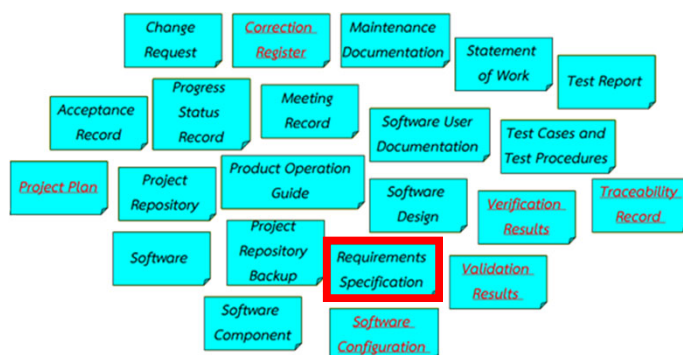 Change
Request
Correction
Register
Maintenance
Documentation
Statement
of Work
Test Report
Acceptance
Record
Progress
Status
Record
Meeting
Record
Software User
Documentation
Test Cases and
Test Procedures
Project Plan
Project
Repository
Product Operation
Guide
Software
Design
Verification
Results
Traceability
Record
Software
Project
Repository
Backup
Requirements
Specification
Validation
Results
Software
Component
Software
Configuration